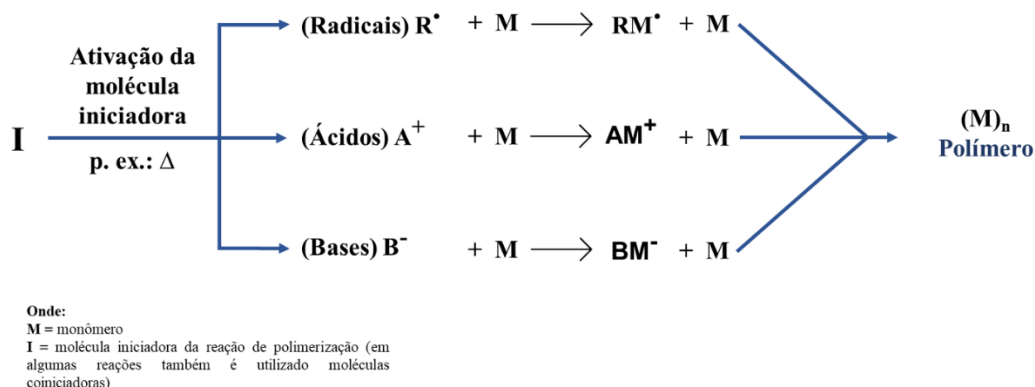 I
Ativação da
molécula
iniciadora
p. ex.: Δ
(Radicais) R• + M ⟶ RM• + M
(Ácidos) A⁺ + M ⟶ AM⁺ + M
(Bases) B⁻ + M ⟶ BM⁻ + M
(M)ₙ
Polímero
Onde:
M = monômero
I = molécula iniciadora da reação de polimerização (em
algumas reações também é utilizado moléculas
coiniciadoras)